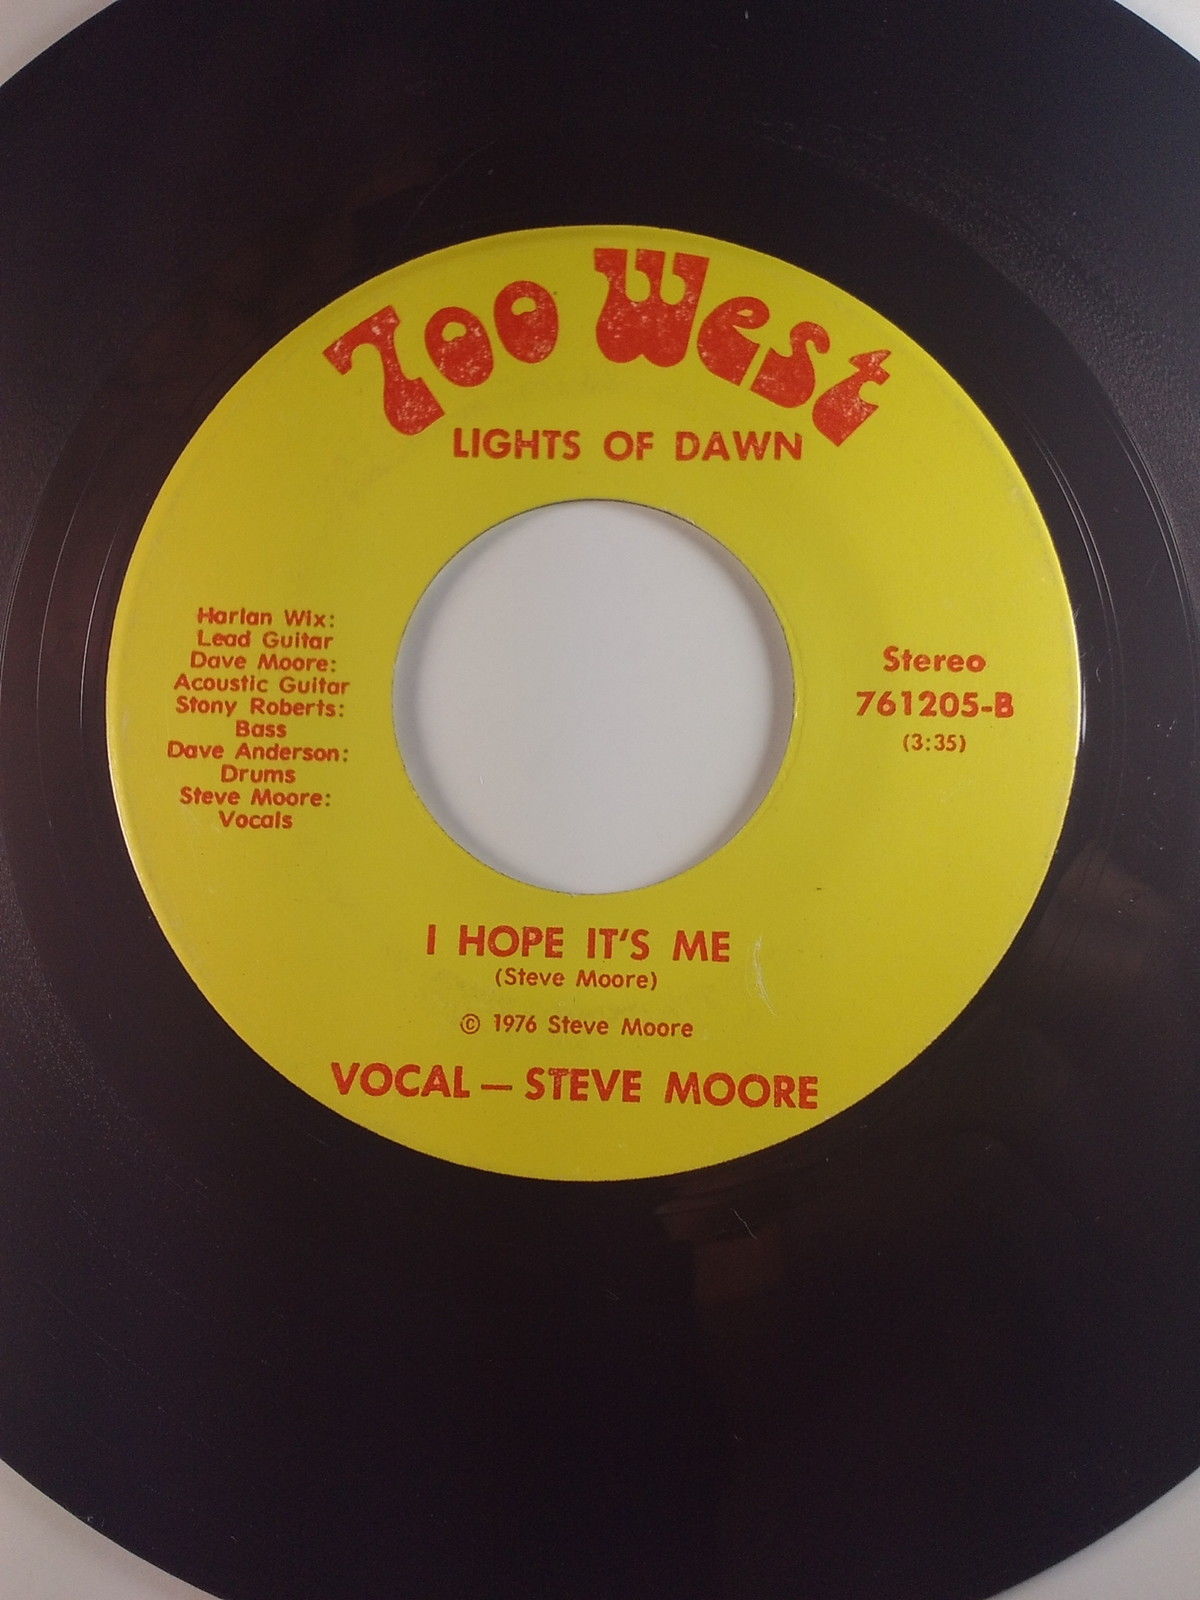 Too West
LIGHTS OF DAWN
Harlan Wix:
Lead Guitar
Dave Moore:
Acoustic Guitar
Stony Roberts:
Bass
Dave Anderson:
Drums
Steve Moore:
Vocals
Stereo
761205-B
(3:35)
I HOPE IT'S ME
(Steve Moore)
© 1976 Steve Moore
VOCAL — STEVE MOORE